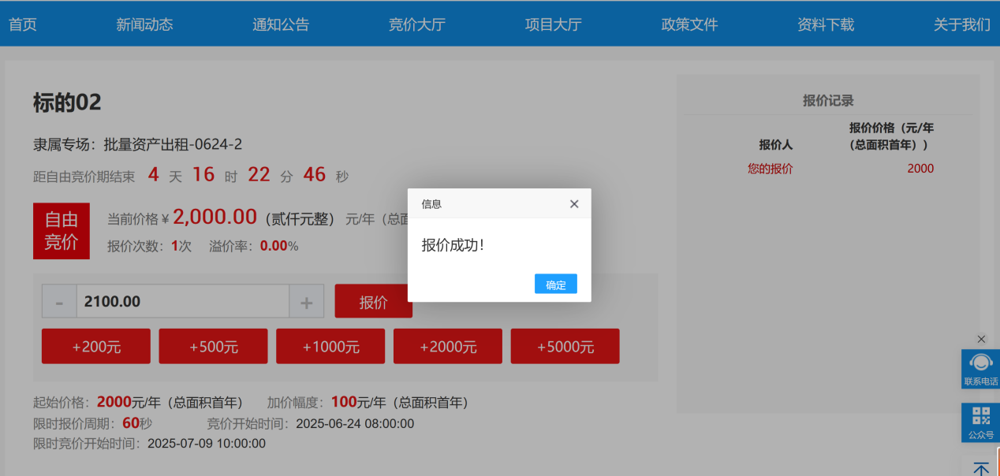 首页 新闻动态 通知公告 竞价大厅 项目大厅 政策文件 资料下载 关于我们
标的02
隶属专场：批量资产出租-0624-2
距自由竞价期结束 4 天 16 时 22 分 46 秒
自由
竞价
当前价格 ¥ 2,000.00（贰仟元整） 元/年（总面
报价次数：1次 溢价率：0.00%
- 2100.00 + 报价
+200元 +500元 +1000元 +2000元 +5000元
起始价格：2000元/年（总面积首年） 加价幅度：100元/年（总面积首年）
限时报价周期：60秒 竞价开始时间：2025-06-24 08:00:00
限时竞价开始时间：2025-07-09 10:00:00
信息
报价成功！
确定
报价记录
报价人 报价价格（元/年
（总面积首年））
您的报价 2000
联系电话
公众号